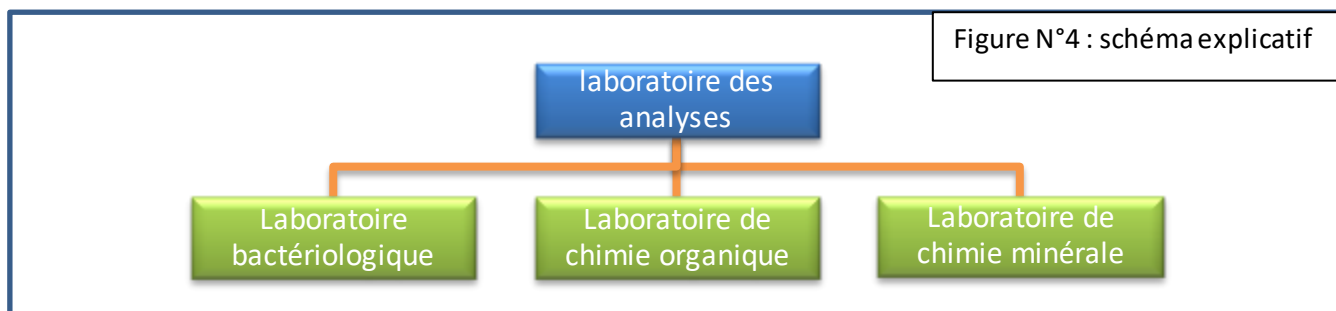 Figure N°4 : schéma explicatif
laboratoire des
analyses
Laboratoire
bactériologique
Laboratoire de
chimie organique
Laboratoire de
chimie minérale